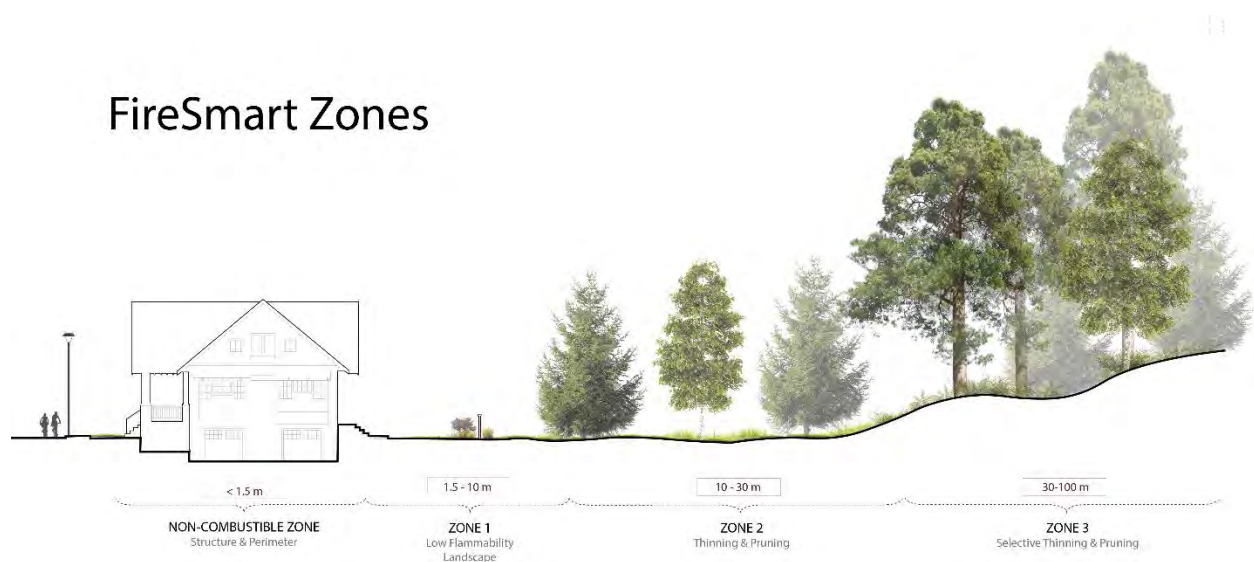 FireSmart Zones
< 1.5 m
1.5 - 10 m
10 - 30 m
30-100 m
NON-COMBUSTIBLE ZONE
Structure & Perimeter
ZONE 1
Low Flammability
Landscape
ZONE 2
Thinning & Pruning
ZONE 3
Selective Thinning & Pruning